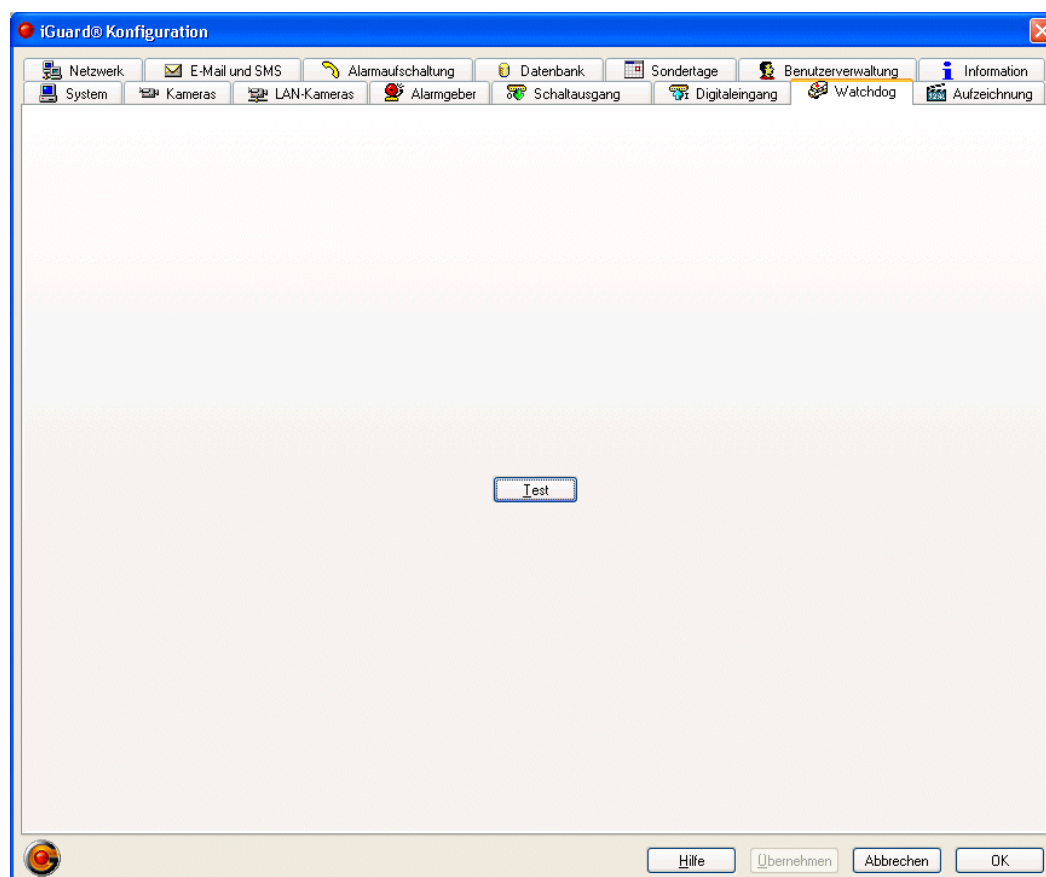 iGuard® Konfiguration
Netzwerk E-Mail und SMS Alarmaufschaltung Datenbank Sondertage Benutzerverwaltung Information
System Kameras LAN-Kameras Alarmgeber Schaltausgang Digitaleingang Watchdog Aufzeichnung
Test
Hilfe Übernehmen Abbrechen OK